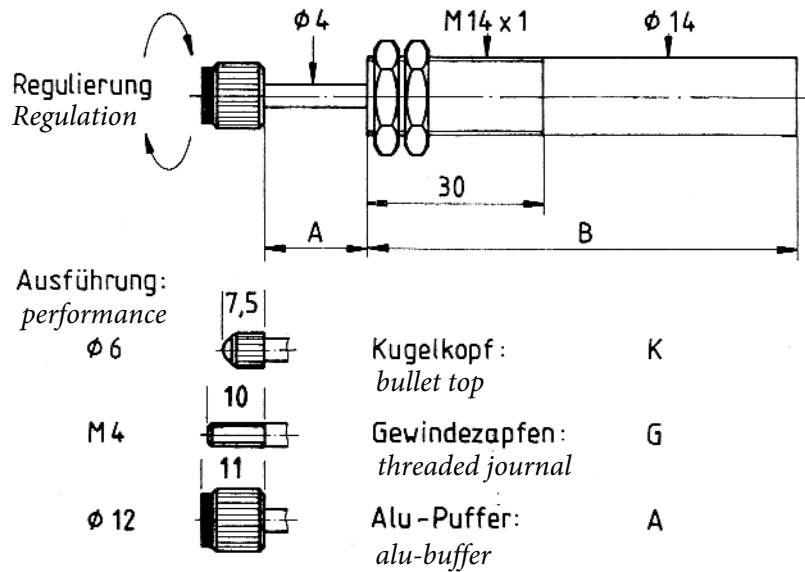 ϕ 4 M 14 x 1 ϕ 14
Regulierung
Regulation
30
A B
Ausführung:
performance
7,5
ϕ 6 Kugelkopf: K
bullet top
10
M 4 Gewindezapfen: G
threaded journal
11
ϕ 12 Alu-Puffer: A
alu-buffer